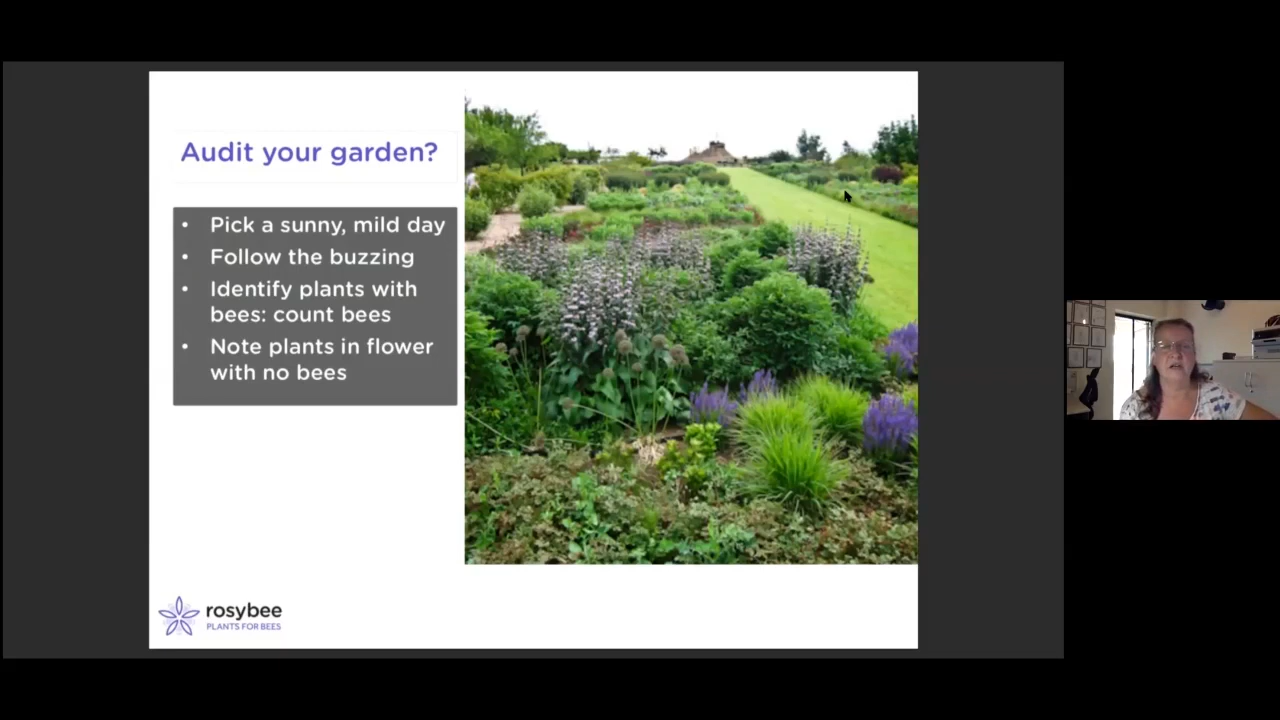 Audit your garden?
• Pick a sunny, mild day
• Follow the buzzing
• Identify plants with
bees: count bees
• Note plants in flower
with no bees
rosybee
PLANTS FOR BEES